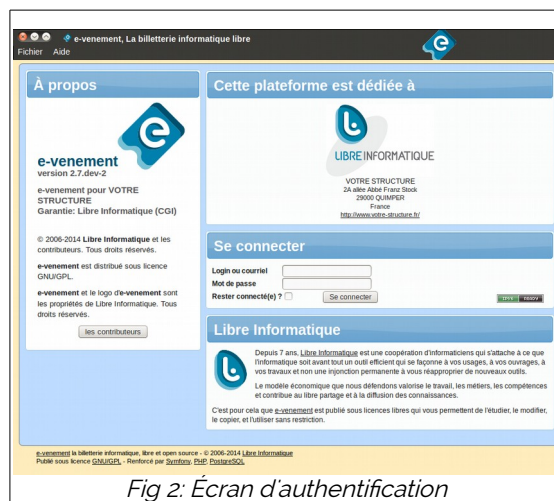 e-venement, La billetterie informatique libre
Fichier Aide
À propos
e-venement
version 2.7.dev-2
e-venement pour VOTRE
STRUCTURE
Garantie: Libre Informatique (CGI)
© 2006-2014 Libre Informatique et les
contributeurs. Tous droits réservés.
e-venement est distribué sous licence
GNU/GPL.
e-venement et le logo d'e-venement sont
les propriétés de Libre Informatique. Tous
droits réservés.
les contributeurs
Cette plateforme est dédiée à
LIBRE INFORMATIQUE
VOTRE STRUCTURE
2A allée Abbé Franz Stock
29000 QUIMPER
France
http://www.votre-structure.fr/
Se connecter
Login ou courriel
Mot de passe
Rester connecté(e) ?
Se connecter
IPV6 READY
Libre Informatique
Depuis 7 ans, Libre Informatique est une coopération d'informaticiens qui s'attache à ce que
l'informatique soit avant tout un outil efficient qui se façonne à vos usages, à vos ouvrages, à
vos travaux et non une injonction permanente à vous réapproprier de nouveaux outils.
Le modèle économique que nous défendons valorise le travail, les métiers, les compétences
et contribue au libre partage et à la diffusion des connaissances.
C'est pour cela que e-venement est publié sous licences libres qui vous permettent de l'étudier, le modifier,
le copier, et l'utiliser sans restriction.
e-venement la billetterie informatique, libre et open source - © 2006-2014 Libre Informatique
Publié sous licence GNU/GPL - Renforcé par Symfony, PHP, PostgreSQL
Fig 2: Écran d'authentification